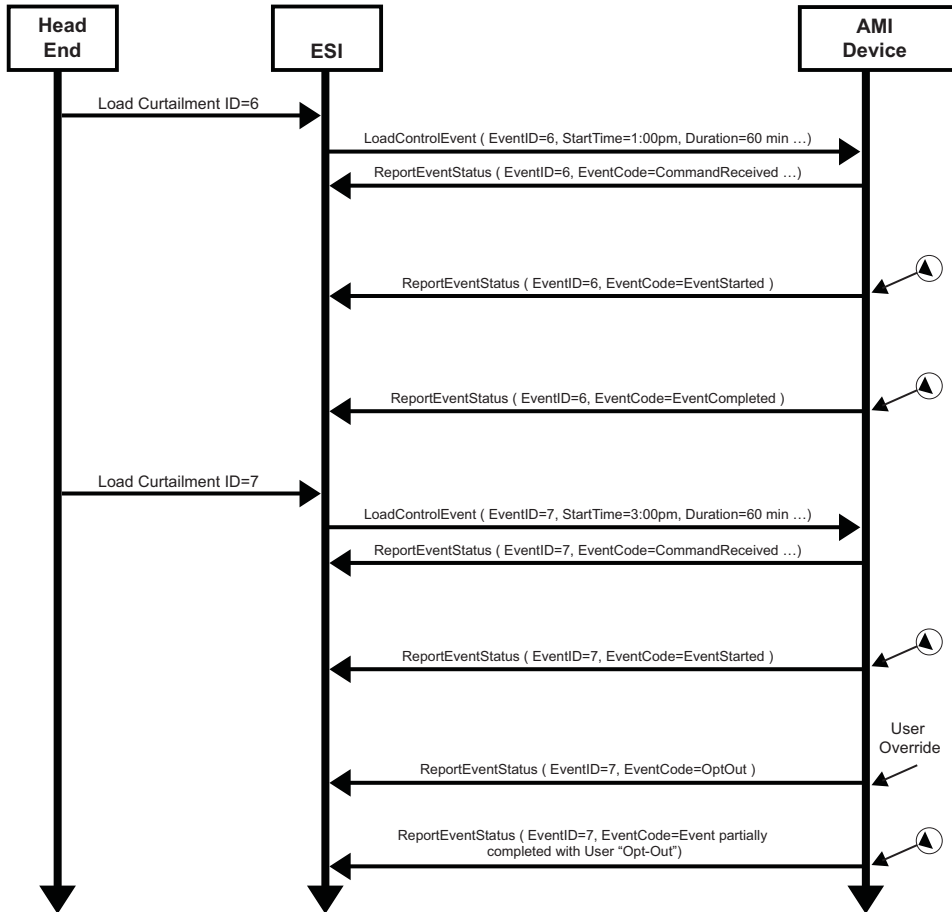 Head
End
ESI
AMI
Device
Load Curtailment ID=6
LoadControlEvent ( EventID=6, StartTime=1:00pm, Duration=60 min …)
ReportEventStatus ( EventID=6, EventCode=CommandReceived …)
ReportEventStatus ( EventID=6, EventCode=EventStarted )
ReportEventStatus ( EventID=6, EventCode=EventCompleted )
Load Curtailment ID=7
LoadControlEvent ( EventID=7, StartTime=3:00pm, Duration=60 min …)
ReportEventStatus ( EventID=7, EventCode=CommandReceived …)
ReportEventStatus ( EventID=7, EventCode=EventStarted )
User
Override
ReportEventStatus ( EventID=7, EventCode=OptOut )
ReportEventStatus ( EventID=7, EventCode=Event partially
completed with User “Opt-Out”)